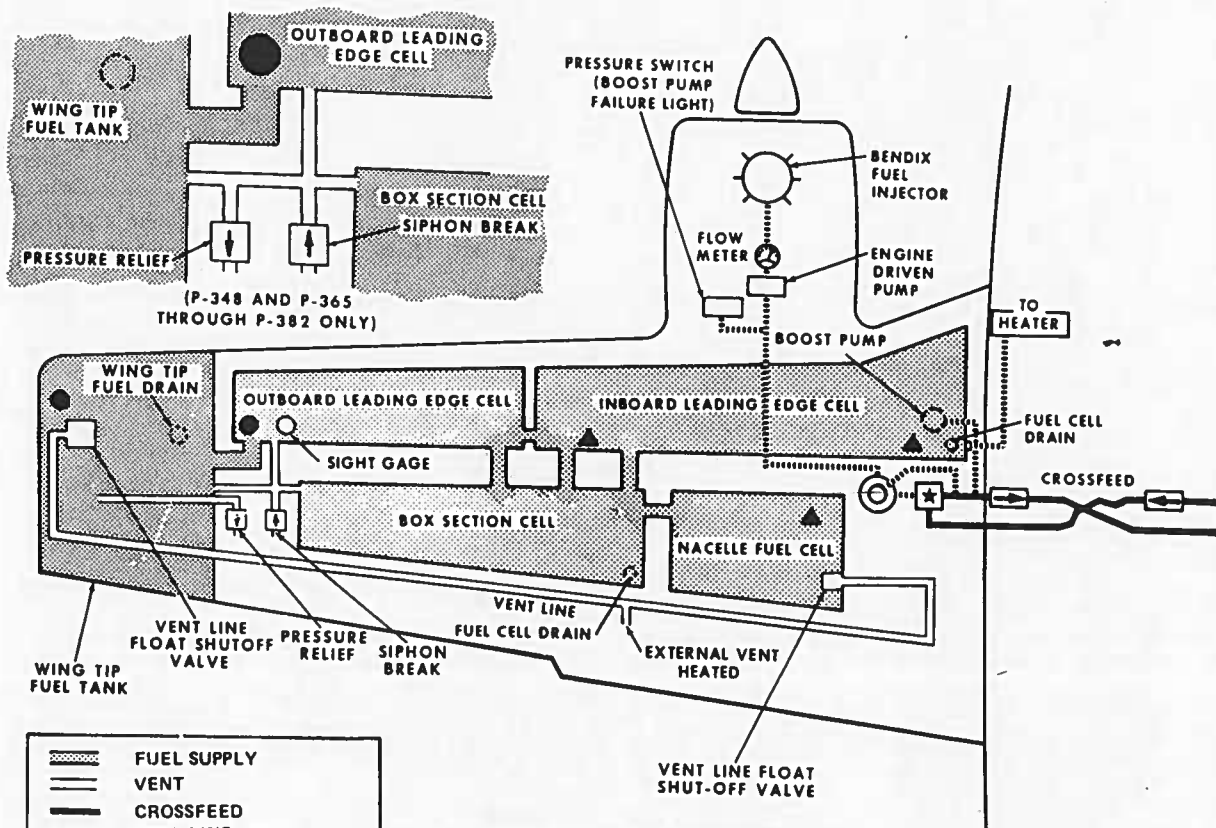 OUTBOARD LEADING
EDGE CELL
WING TIP
FUEL TANK
BOX SECTION CELL
SIPHON BREAK
PRESSURE RELIEF
(P-348 AND P-365
THROUGH P-382 ONLY)
PRESSURE SWITCH
(BOOST PUMP
FAILURE LIGHT)
BENDIX
FUEL
INJECTOR
FLOW
METER
ENGINE
DRIVEN
PUMP
TO
HEATER
BOOST PUMP
WING TIP
FUEL DRAIN
OUTBOARD LEADING EDGE CELL
INBOARD LEADING EDGE CELL
FUEL CELL
DRAIN
SIGHT GAGE
CROSSFEED
BOX SECTION CELL
NACELLE FUEL CELL
VENT LINE
FUEL CELL DRAIN
VENT LINE
FLOAT SHUTOFF
VALVE
PRESSURE
RELIEF
SIPHON
BREAK
EXTERNAL VENT
HEATED
WING TIP
FUEL TANK
VENT LINE FLOAT
SHUT-OFF VALVE
FUEL SUPPLY
VENT
CROSSFEED